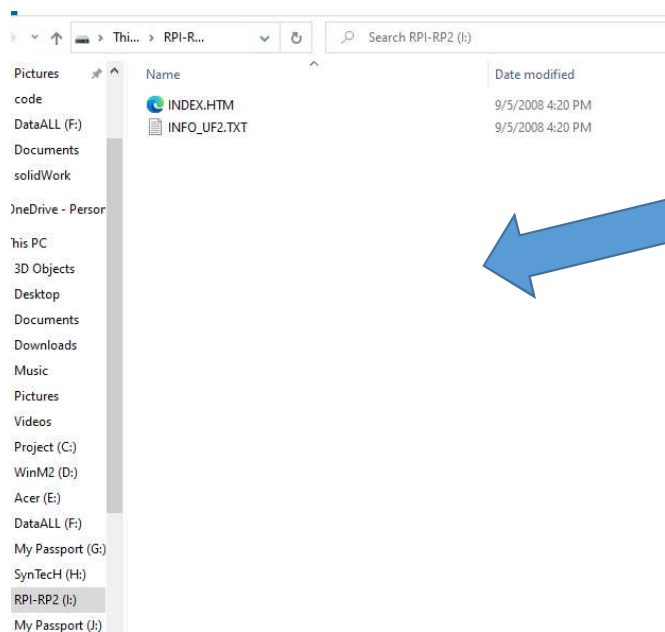 Thi... > RPI-R...
Search RPI-RP2 (I:)
Name
Date modified
INDEX.HTM
9/5/2008 4:20 PM
INFO_UF2.TXT
9/5/2008 4:20 PM
Pictures
code
DataALL (F:)
Documents
solidWork
OneDrive - Person
This PC
3D Objects
Desktop
Documents
Downloads
Music
Pictures
Videos
Project (C:)
WinM2 (D:)
Acer (E:)
DataALL (F:)
My Passport (G:)
SynTecH (H:)
RPI-RP2 (I:)
My Passport (J:)